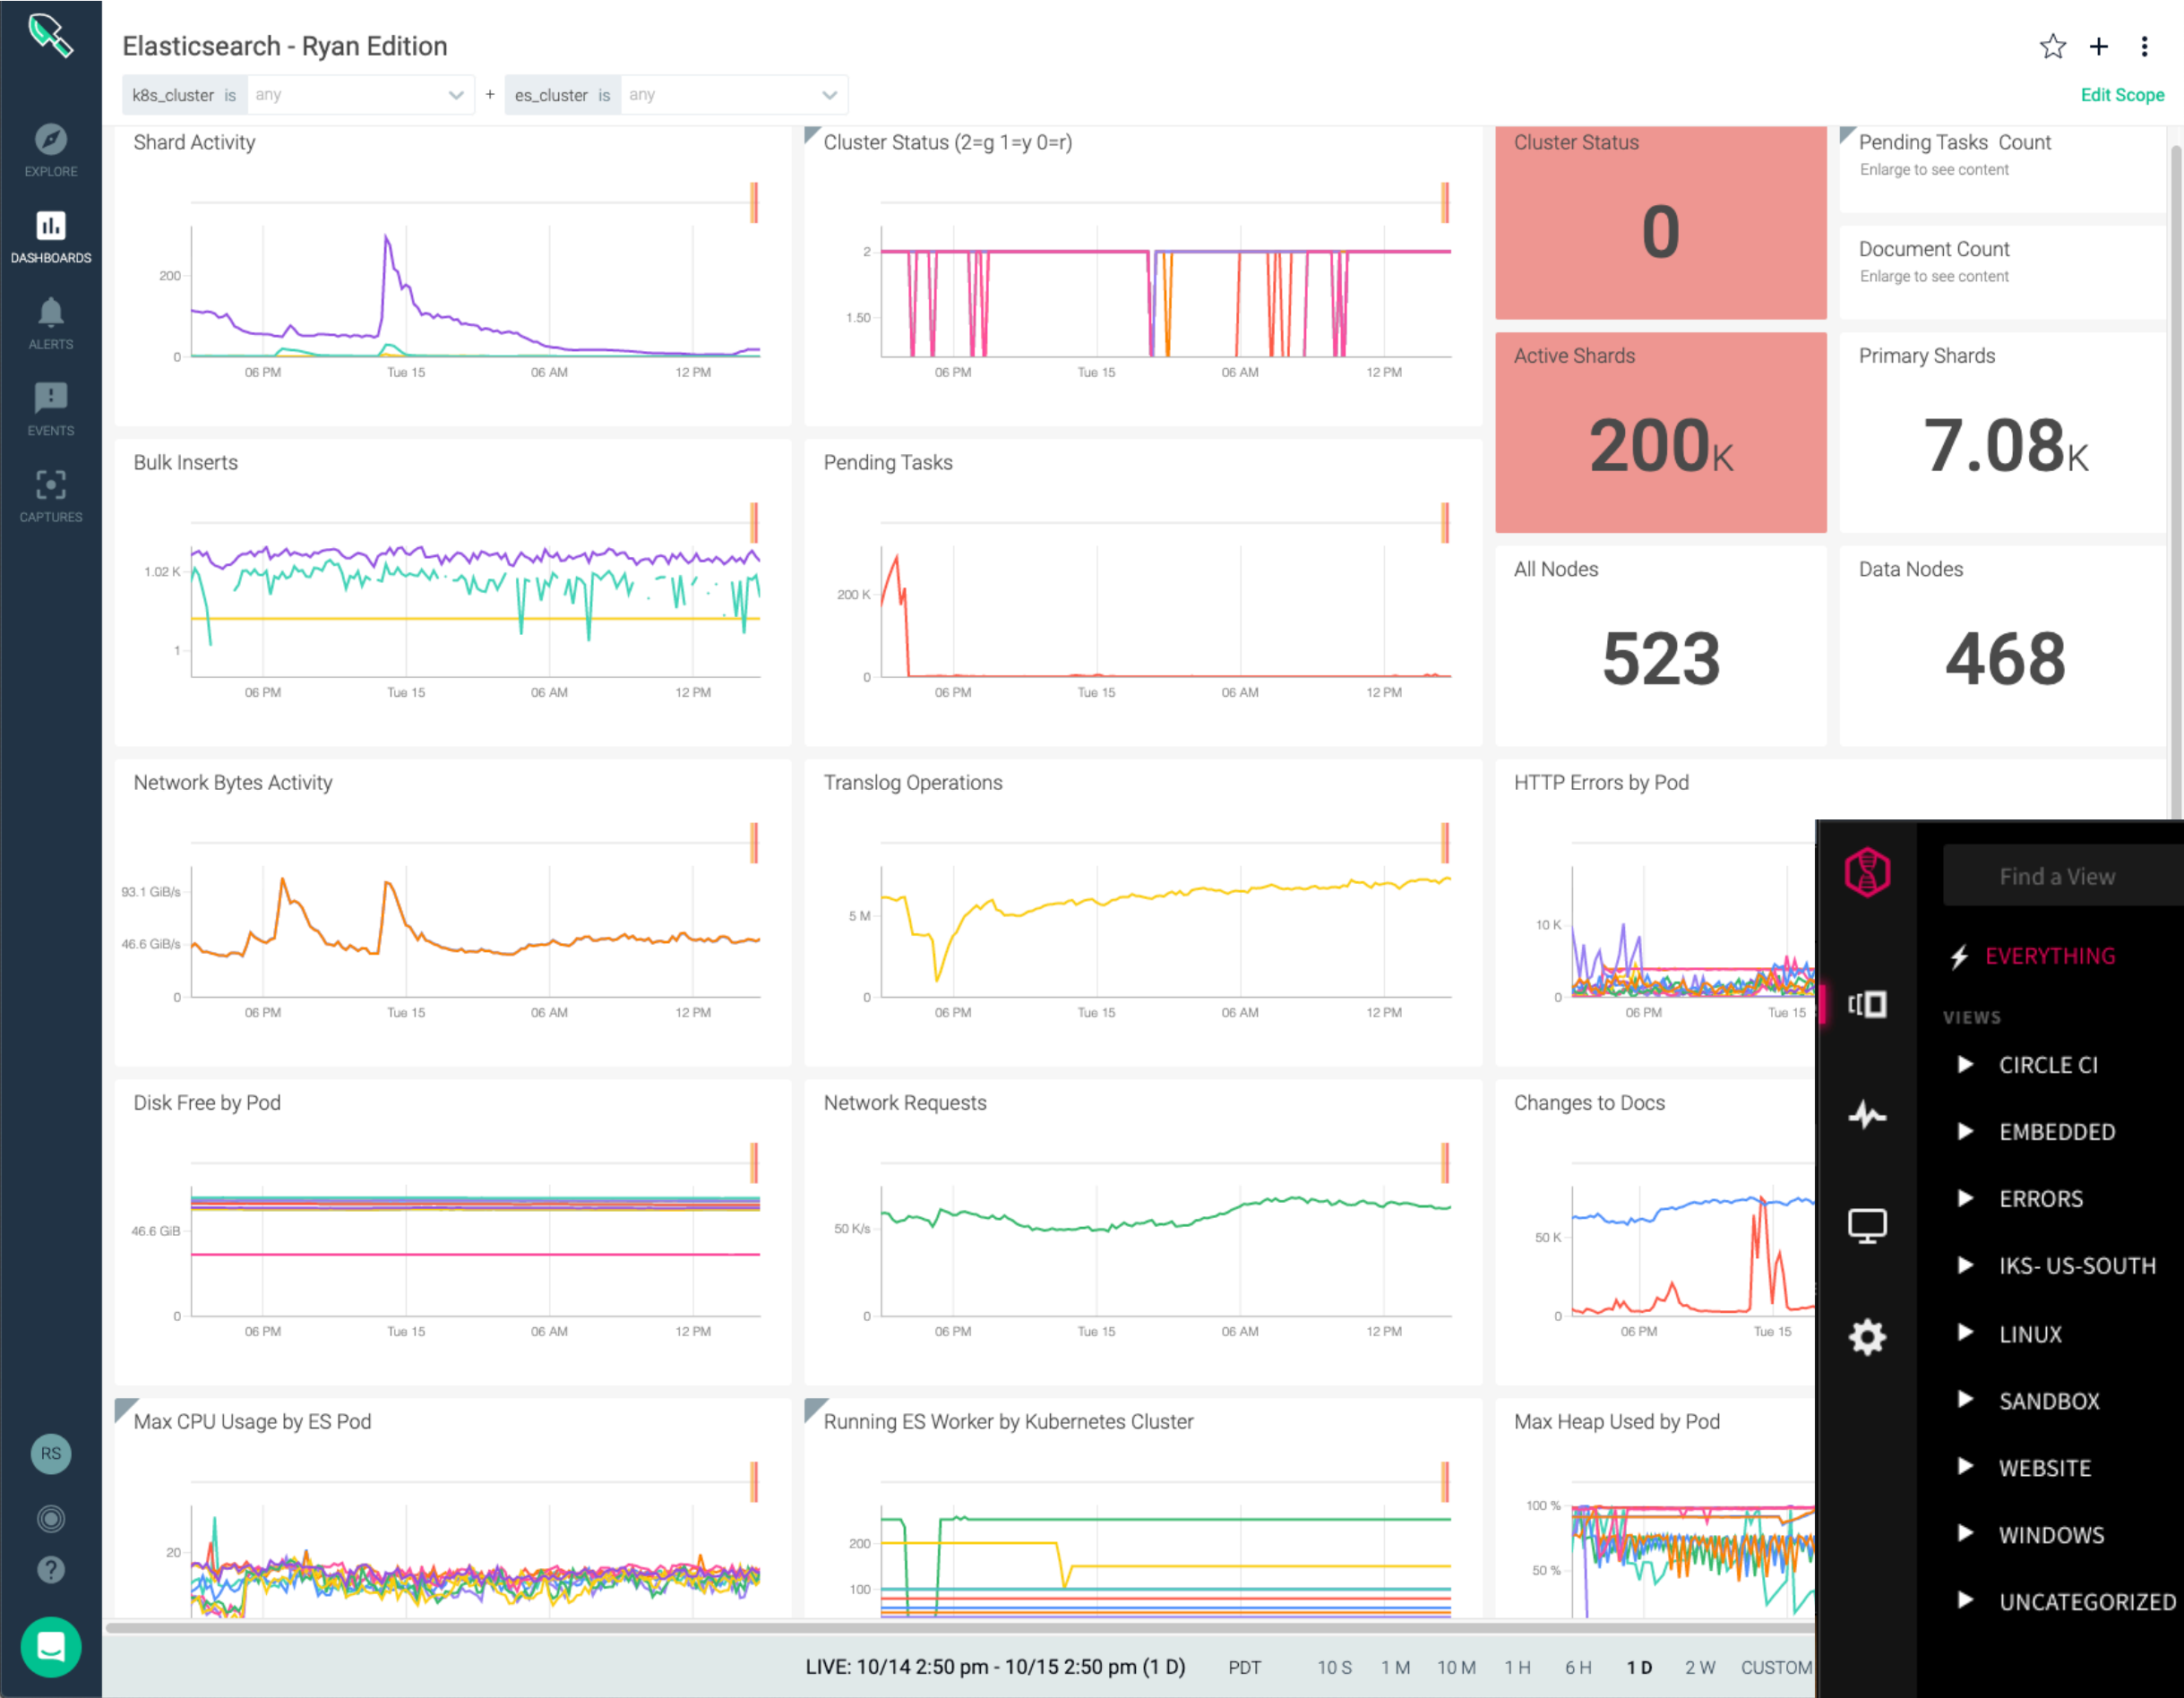 Elasticsearch - Ryan Edition
k8s_cluster is any + es_cluster is any
Edit Scope
EXPLORE
DASHBOARDS
ALERTS
EVENTS
CAPTURES
RS
?
Shard Activity
200
0
06 PM Tue 15 06 AM 12 PM
Cluster Status (2=g 1=y 0=r)
2
1.50
06 PM Tue 15 06 AM 12 PM
Cluster Status
0
Pending Tasks Count
Enlarge to see content
Document Count
Enlarge to see content
Active Shards
200K
Primary Shards
7.08K
Bulk Inserts
1.02 K
1
06 PM Tue 15 06 AM 12 PM
Pending Tasks
200 K
0
06 PM Tue 15 06 AM 12 PM
All Nodes
523
Data Nodes
468
Network Bytes Activity
93.1 GiB/s
46.6 GiB/s
0
06 PM Tue 15 06 AM 12 PM
Translog Operations
5 M
0
06 PM Tue 15 06 AM 12 PM
HTTP Errors by Pod
10 K
0
06 PM Tue 15
Disk Free by Pod
46.6 GiB
0
06 PM Tue 15 06 AM 12 PM
Network Requests
50 K/s
0
06 PM Tue 15 06 AM 12 PM
Changes to Docs
50 K
0
06 PM Tue 15
Max CPU Usage by ES Pod
20
Running ES Worker by Kubernetes Cluster
200
100
Max Heap Used by Pod
100 %
50 %
LIVE: 10/14 2:50 pm - 10/15 2:50 pm (1 D) PDT 10 S 1 M 10 M 1 H 6 H 1 D 2 W CUSTOM
Find a View
EVERYTHING
VIEWS
CIRCLE CI
EMBEDDED
ERRORS
IKS- US-SOUTH
LINUX
SANDBOX
WEBSITE
WINDOWS
UNCATEGORIZED